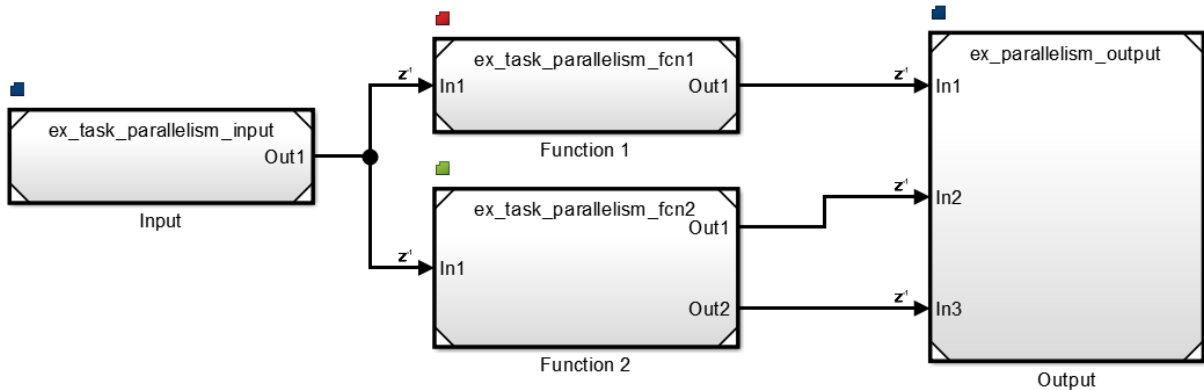 ex_task_parallelism_input
Out1
Input
z⁻¹
ex_task_parallelism_fcn1
In1
Out1
Function 1
z⁻¹
ex_task_parallelism_fcn2
In1
Out1
Out2
Function 2
z⁻¹
z⁻¹
z⁻¹
ex_parallelism_output
In1
In2
In3
Output